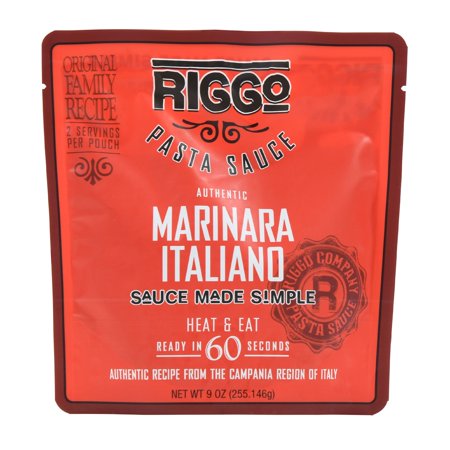 ORIGINAL
FAMILY
RECIPE
2 SERVINGS
PER POUCH
RIGGO
PASTA SAUCE
AUTHENTIC
MARINARA
ITALIANO
SAUCE MADE SIMPLE
HEAT & EAT
READY IN 60 SECONDS
AUTHENTIC RECIPE FROM THE CAMPANIA REGION OF ITALY
NET WT 9 OZ (255.146g)
RIGGO COMPANY
R
PASTA SAUCE